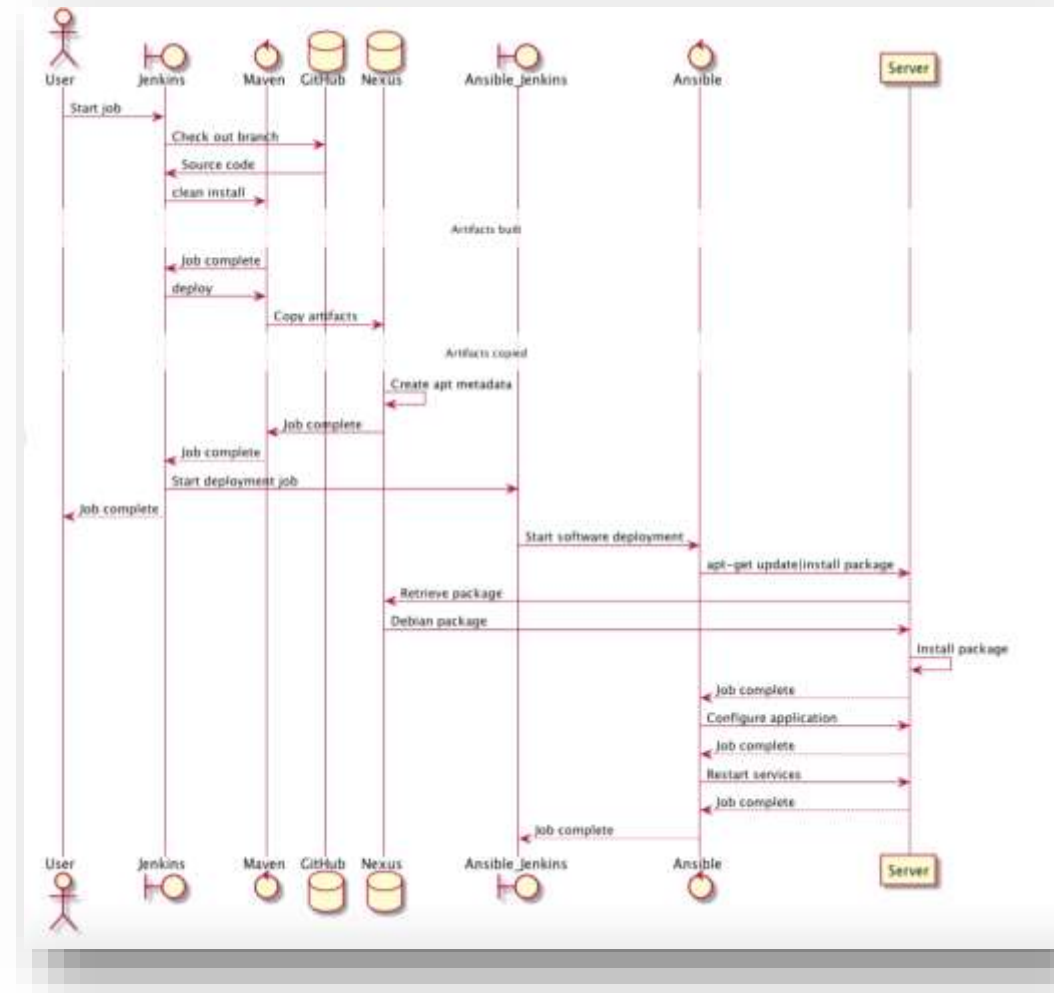 User Jenkins Maven GitHub Nexus Ansible_Jenkins Ansible Server
Start job
Check out branch
Source code
clean install
Artifacts built
Job complete
deploy
Copy artifacts
Artifacts copied
Create apt metadata
Job complete
Job complete
Start deployment job
Job complete
Start software deployment
apt-get update|install package
Retrieve package
Debian package
Install package
Job complete
Configure application
Job complete
Restart services
Job complete
Job complete
User Jenkins Maven GitHub Nexus Ansible_Jenkins Ansible Server